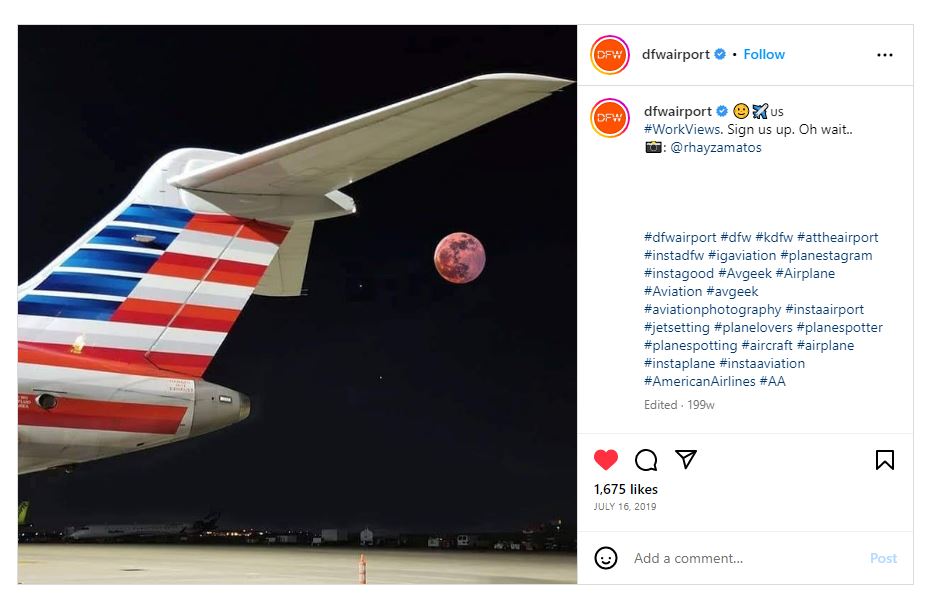 DFW
dfwairport • Follow
DFW
dfwairport 🙂✈️us
#WorkViews. Sign us up. Oh wait..
📷: @rhayzamatos
#dfwairport #dfw #kdfw #attheairport
#instadfw #igaviation #planestagram
#instagood #Avgeek #Airplane
#Aviation #avgeek
#aviationphotography #instaairport
#jetsetting #planelovers #planespotter
#planespotting #aircraft #airplane
#instaplane #instaaviation
#AmericanAirlines #AA
Edited · 199w
1,675 likes
JULY 16, 2019
Add a comment... Post